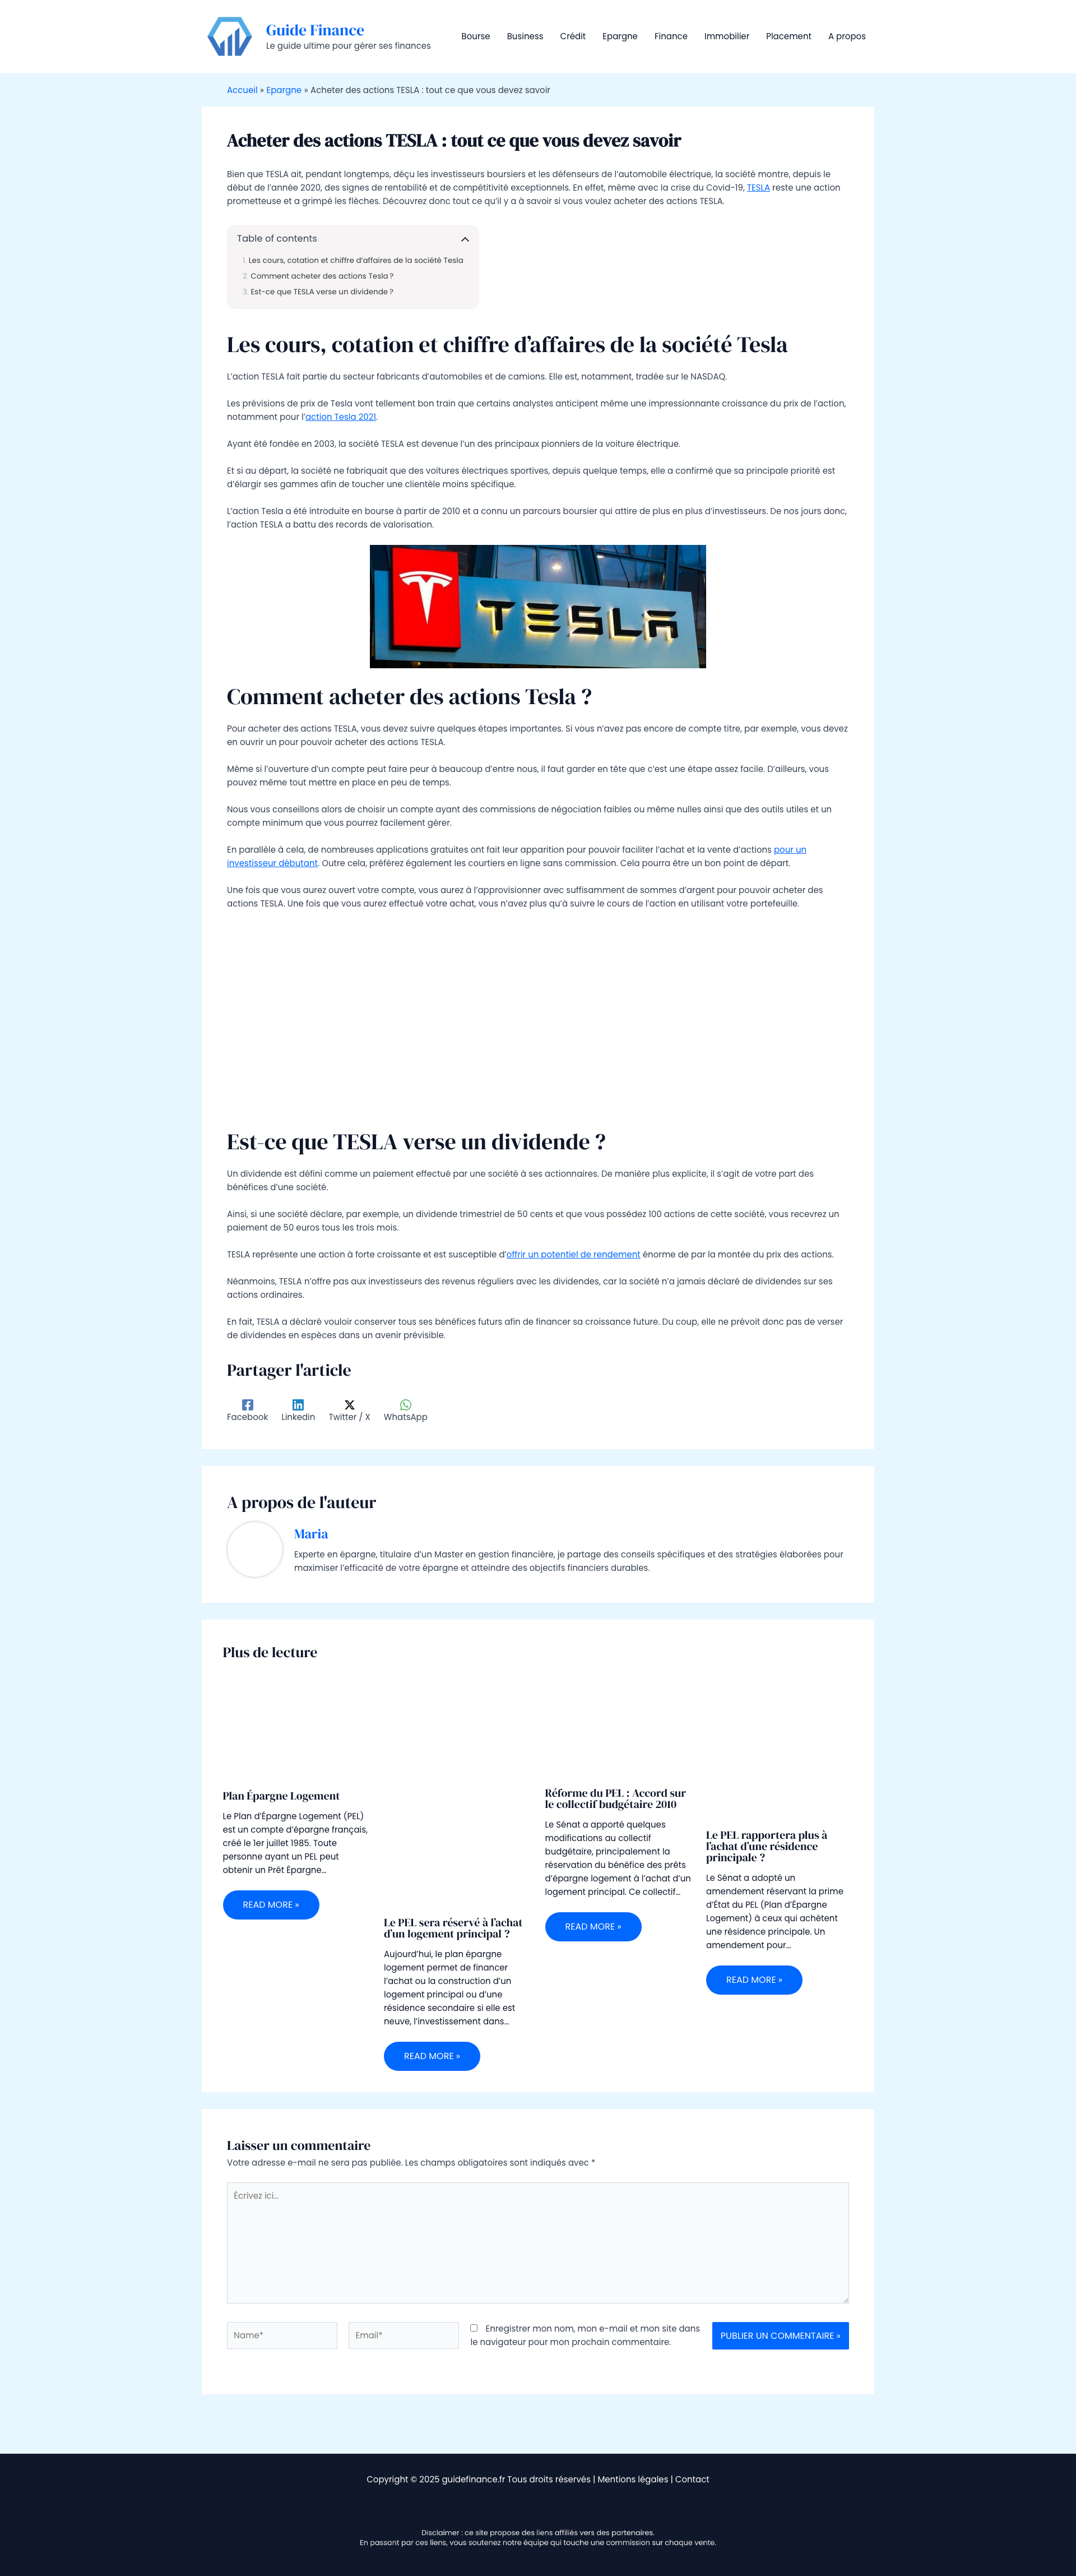 Guide Finance
Le guide ultime pour gérer ses finances
Bourse Business Crédit Epargne Finance Immobilier Placement A propos
Accueil » Epargne » Acheter des actions TESLA : tout ce que vous devez savoir
Acheter des actions TESLA : tout ce que vous devez savoir
Bien que TESLA ait, pendant longtemps, déçu les investisseurs boursiers et les défenseurs de l’automobile électrique, la société montre, depuis le
début de l’année 2020, des signes de rentabilité et de compétitivité exceptionnels. En effet, même avec la crise du Covid-19, TESLA reste une action
prometteuse et a grimpé les flèches. Découvrez donc tout ce qu’il y a à savoir si vous voulez acheter des actions TESLA.
Table of contents
1. Les cours, cotation et chiffre d’affaires de la société Tesla
2. Comment acheter des actions Tesla ?
3. Est-ce que TESLA verse un dividende ?
Les cours, cotation et chiffre d’affaires de la société Tesla
L’action TESLA fait partie du secteur fabricants d’automobiles et de camions. Elle est, notamment, tradée sur le NASDAQ.
Les prévisions de prix de Tesla vont tellement bon train que certains analystes anticipent même une impressionnante croissance du prix de l’action,
notamment pour l’action Tesla 2021.
Ayant été fondée en 2003, la société TESLA est devenue l’un des principaux pionniers de la voiture électrique.
Et si au départ, la société ne fabriquait que des voitures électriques sportives, depuis quelque temps, elle a confirmé que sa principale priorité est
d’élargir ses gammes afin de toucher une clientèle moins spécifique.
L’action Tesla a été introduite en bourse à partir de 2010 et a connu un parcours boursier qui attire de plus en plus d’investisseurs. De nos jours donc,
l’action TESLA a battu des records de valorisation.
TESLA
Comment acheter des actions Tesla ?
Pour acheter des actions TESLA, vous devez suivre quelques étapes importantes. Si vous n’avez pas encore de compte titre, par exemple, vous devez
en ouvrir un pour pouvoir acheter des actions TESLA.
Même si l’ouverture d’un compte peut faire peur à beaucoup d’entre nous, il faut garder en tête que c’est une étape assez facile. D’ailleurs, vous
pouvez même tout mettre en place en peu de temps.
Nous vous conseillons alors de choisir un compte ayant des commissions de négociation faibles ou même nulles ainsi que des outils utiles et un
compte minimum que vous pourrez facilement gérer.
En parallèle à cela, de nombreuses applications gratuites ont fait leur apparition pour pouvoir faciliter l’achat et la vente d’actions pour un
investisseur débutant. Outre cela, préférez également les courtiers en ligne sans commission. Cela pourra être un bon point de départ.
Une fois que vous aurez ouvert votre compte, vous aurez à l’approvisionner avec suffisamment de sommes d’argent pour pouvoir acheter des
actions TESLA. Une fois que vous aurez effectué votre achat, vous n’avez plus qu’à suivre le cours de l’action en utilisant votre portefeuille.
Est-ce que TESLA verse un dividende ?
Un dividende est défini comme un paiement effectué par une société à ses actionnaires. De manière plus explicite, il s’agit de votre part des
bénéfices d’une société.
Ainsi, si une société déclare, par exemple, un dividende trimestriel de 50 cents et que vous possédez 100 actions de cette société, vous recevrez un
paiement de 50 euros tous les trois mois.
TESLA représente une action à forte croissante et est susceptible d’offrir un potentiel de rendement énorme de par la montée du prix des actions.
Néanmoins, TESLA n’offre pas aux investisseurs des revenus réguliers avec les dividendes, car la société n’a jamais déclaré de dividendes sur ses
actions ordinaires.
En fait, TESLA a déclaré vouloir conserver tous ses bénéfices futurs afin de financer sa croissance future. Du coup, elle ne prévoit donc pas de verser
de dividendes en espèces dans un avenir prévisible.
Partager l'article
Facebook Linkedin Twitter / X WhatsApp
A propos de l'auteur
Maria
Experte en épargne, titulaire d’un Master en gestion financière, je partage des conseils spécifiques et des stratégies élaborées pour
maximiser l’efficacité de votre épargne et atteindre des objectifs financiers durables.
Plus de lecture
Plan Épargne Logement
Le Plan d’Épargne Logement (PEL)
est un compte d’épargne français,
créé le 1er juillet 1985. Toute
personne ayant un PEL peut
obtenir un Prêt Épargne…
READ MORE »
Le PEL sera réservé à l’achat
d’un logement principal ?
Aujourd’hui, le plan épargne
logement permet de financer
l’achat ou la construction d’un
logement principal ou d’une
résidence secondaire si elle est
neuve, l’investissement dans…
READ MORE »
Réforme du PEL : Accord sur
le collectif budgétaire 2010
Le Sénat a apporté quelques
modifications au collectif
budgétaire, principalement la
réservation du bénéfice des prêts
d’épargne logement à l’achat d’un
logement principal. Ce collectif…
READ MORE »
Le PEL rapportera plus à
l’achat d’une résidence
principale ?
Le Sénat a adopté un
amendement réservant la prime
d’État du PEL (Plan d’Épargne
Logement) à ceux qui achètent
une résidence principale. Un
amendement pour…
READ MORE »
Laisser un commentaire
Votre adresse e-mail ne sera pas publiée. Les champs obligatoires sont indiqués avec *
Écrivez ici…
Name*
Email*
Enregistrer mon nom, mon e-mail et mon site dans
le navigateur pour mon prochain commentaire.
PUBLIER UN COMMENTAIRE »
Copyright © 2025 guidefinance.fr Tous droits réservés | Mentions légales | Contact
Disclaimer : ce site propose des liens affiliés vers des partenaires.
En passant par ces liens, vous soutenez notre équipe qui touche une commission sur chaque vente.